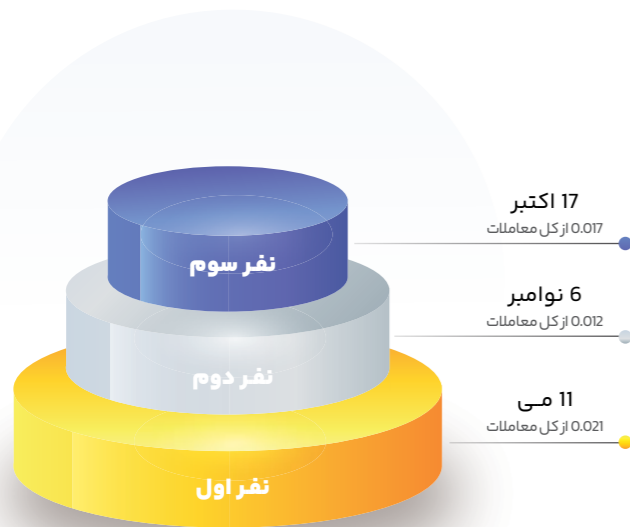 17 اکتبر
0.017 از کل معاملات
نفر سوم
6 نوامبر
0.012 از کل معاملات
نفر دوم
11 مـی
0.021 از کل معاملات
نفر اول